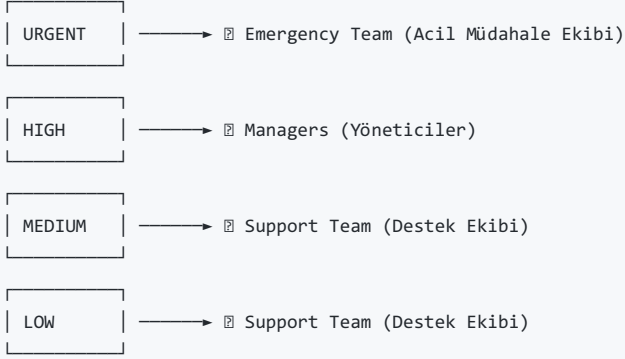 URGENT → Emergency Team (Acil Müdahale Ekibi)
HIGH → Managers (Yöneticiler)
MEDIUM → Support Team (Destek Ekibi)
LOW → Support Team (Destek Ekibi)